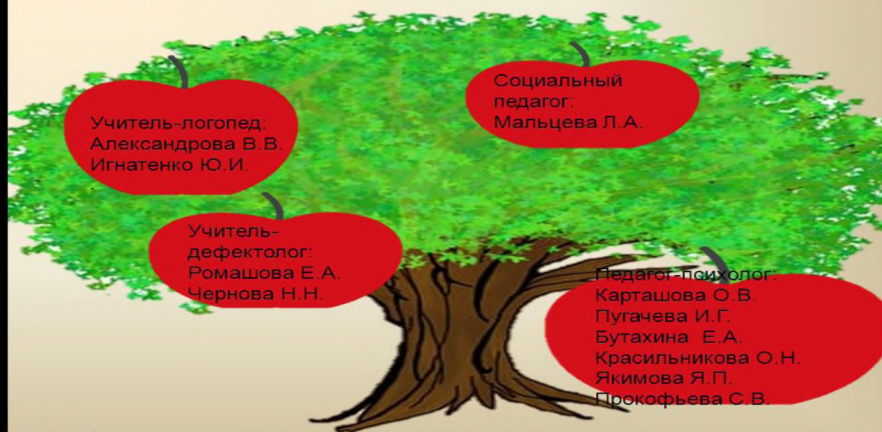 Учитель-логопед:
Александрова В.В.
Игнатенко Ю.И.
Социальный
педагог:
Мальцева Л.А.
Учитель-
дефектолог:
Ромашова Е.А.
Чернова Н.Н.
Педагог-психолог:
Карташова О.В.
Пугачева И.Г.
Бутахина Е.А.
Красильникова О.Н.
Якимова Я.П.
Прокофьева С.В.